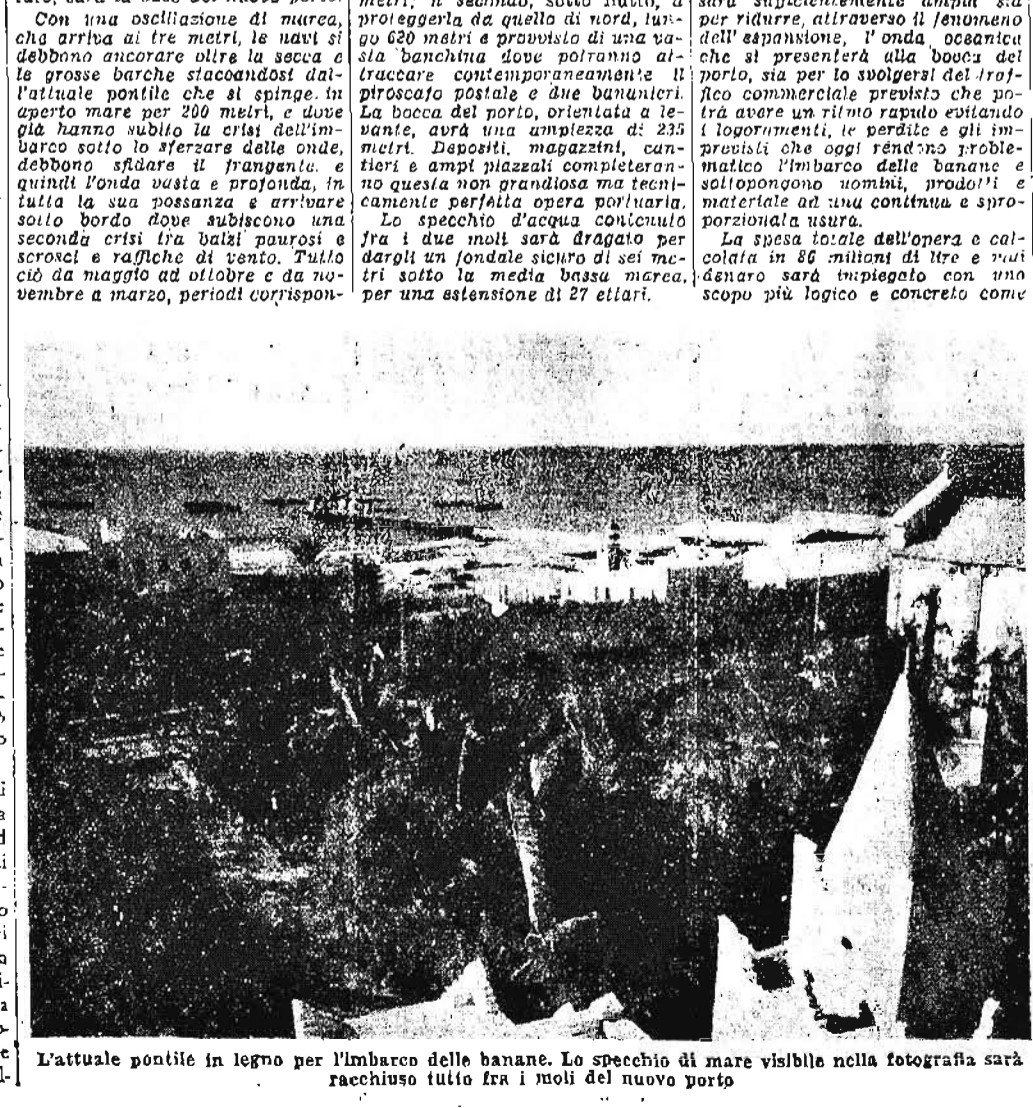 Con una oscillazione di marea,
che arriva ai tre metri, le navi si
debbono ancorare oltre la secca e
le grosse barche staccandosi dal-
l'attuale pontile che si spinge in
aperto mare per 200 metri, e dove
già hanno subito la crisi dell'im-
barco sotto lo sferzare delle onde,
debbono sfidare il frangente e
quindi l'onda vasta e profonda, in
tutta la sua possanza e arrivare
sotto bordo dove subiscono una
seconda crisi tra balzi paurosi e
scrosci e raffiche di vento. Tutto
ciò da maggio ad ottobre e da no-
vembre a marzo, periodi corrispon-
metri; il secondo, sotto flutto, a
proteggerla da quello di nord, lun-
go 620 metri e provvisto di una va-
sta banchina dove potranno at-
traccare contemporaneamente il
piroscafo postale e due bananieri.
La bocca del porto, orientata a le-
vante, avrà una ampiezza di 235
metri. Depositi, magazzini, can-
tieri e ampi piazzali completeran-
no questa non grandiosa ma tecni-
camente perfetta opera portuaria.
Lo specchio d'acqua contenuto
fra i due moli sarà dragato per
dargli un fondale sicuro di sei me-
tri sotto la media bassa marea,
per una estensione di 27 ettari.
sarà sufficientemente ampia sia
per ridurre, attraverso il fenomeno
dell'espansione, l'onda oceanica
che si presenterà alla bocca del
porto, sia per lo svolgersi del traf-
fico commerciale previsto che po-
trà avere un ritmo rapido evitando
i logoramenti, le perdite e gli im-
previsti che oggi rendono proble-
matico l'imbarco delle banane e
sottopongono uomini, prodotti e
materiale ad una continua e spro-
porzionata usura.
La spesa totale dell'opera e cal-
colata in 86 milioni di lire e mai
denaro sarà impiegato con uno
scopo più logico e concreto come
L'attuale pontile in legno per l'imbarco delle banane. Lo specchio di mare visibile nella fotografia sarà
racchiuso tutto fra i moli del nuovo porto